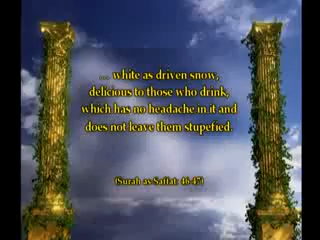 ... white as driven snow,
delicious to those who drink,
which has no headache in it and
does not leave them stupefied.
(Surah as-Saffat: 46-47)